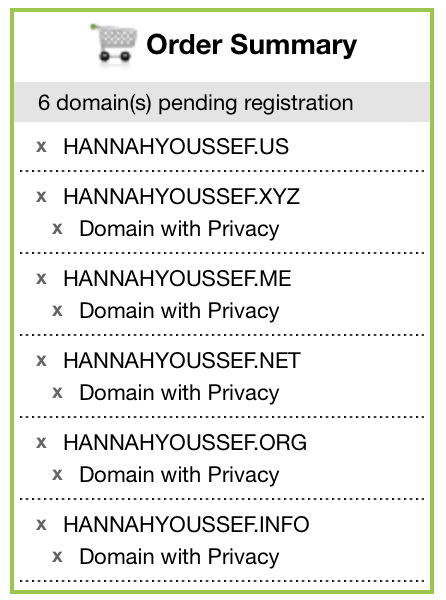 Order Summary
6 domain(s) pending registration
x HANNAHYOUSSEF.US
x HANNAHYOUSSEF.XYZ
x Domain with Privacy
x HANNAHYOUSSEF.ME
x Domain with Privacy
x HANNAHYOUSSEF.NET
x Domain with Privacy
x HANNAHYOUSSEF.ORG
x Domain with Privacy
x HANNAHYOUSSEF.INFO
x Domain with Privacy